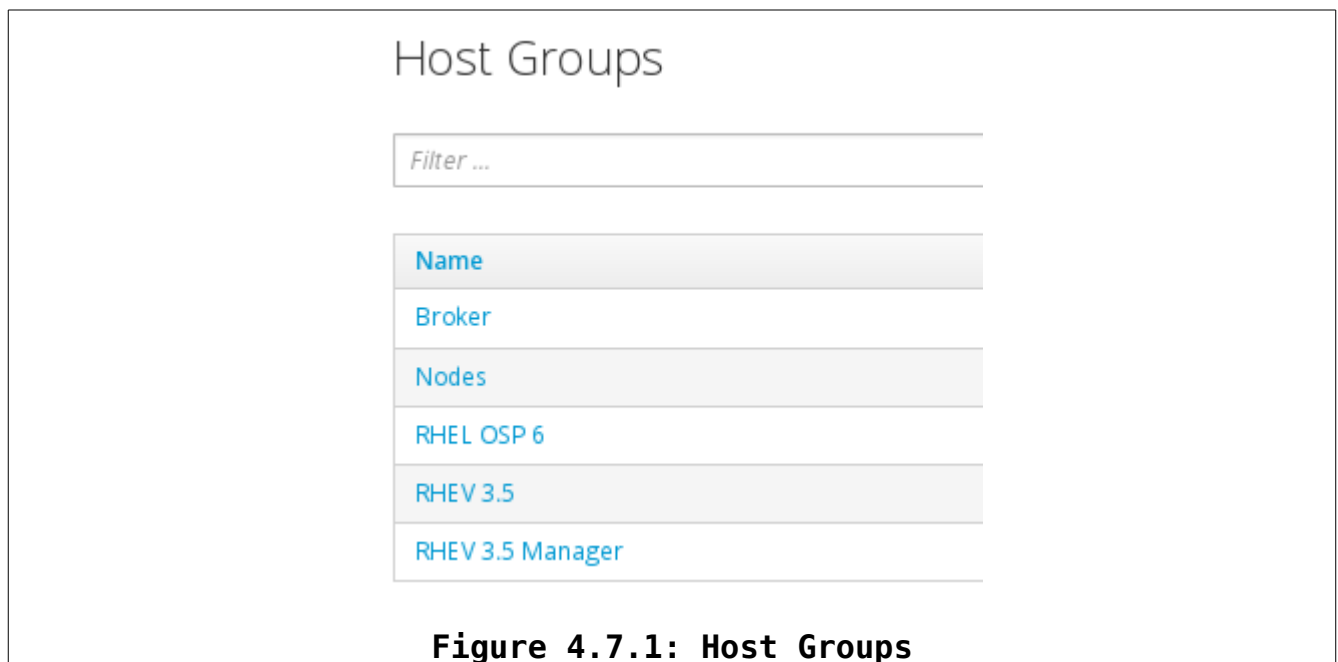 Host Groups
Filter ...
Name
Broker
Nodes
RHEL OSP 6
RHEV 3.5
RHEV 3.5 Manager
Figure 4.7.1: Host Groups